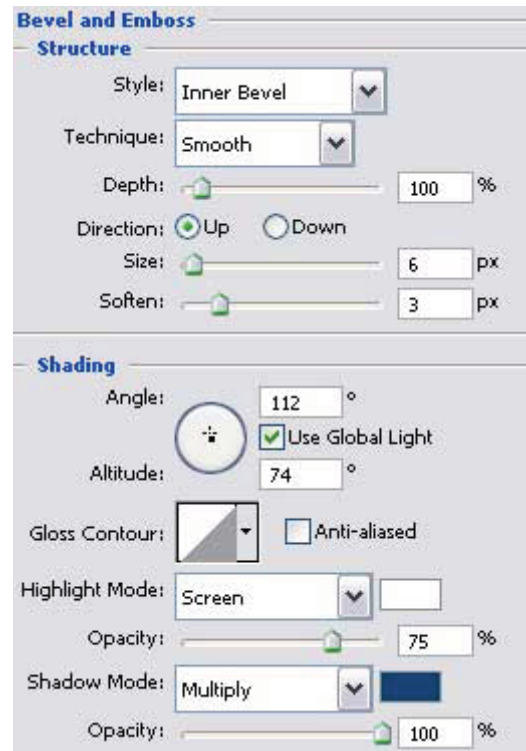 Bevel and Emboss
Structure
Style: Inner Bevel
Technique: Smooth
Depth: 100 %
Direction: Up Down
Size: 6 px
Soften: 3 px
Shading
Angle: 112 °
Use Global Light
Altitude: 74 °
Gloss Contour: Anti-aliased
Highlight Mode: Screen
Opacity: 75 %
Shadow Mode: Multiply
Opacity: 100 %